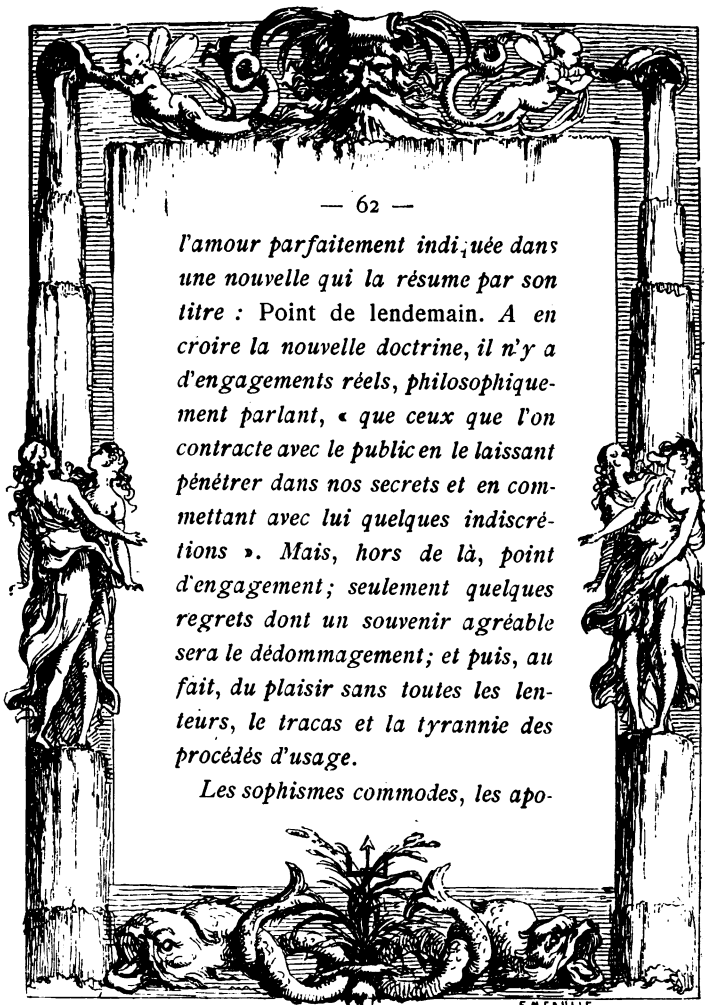 — 62 —
l'amour parfaitement indiquée dans
une nouvelle qui la résume par son
titre : Point de lendemain. A en
croire la nouvelle doctrine, il n'y a
d'engagements réels, philosophique-
ment parlant, « que ceux que l'on
contracte avec le public en le laissant
pénétrer dans nos secrets et en com-
mettant avec lui quelques indiscré-
tions ». Mais, hors de là, point
d'engagement; seulement quelques
regrets dont un souvenir agréable
sera le dédommagement; et puis, au
fait, du plaisir sans toutes les len-
teurs, le tracas et la tyrannie des
procédés d'usage.
Les sophismes commodes, les apo-